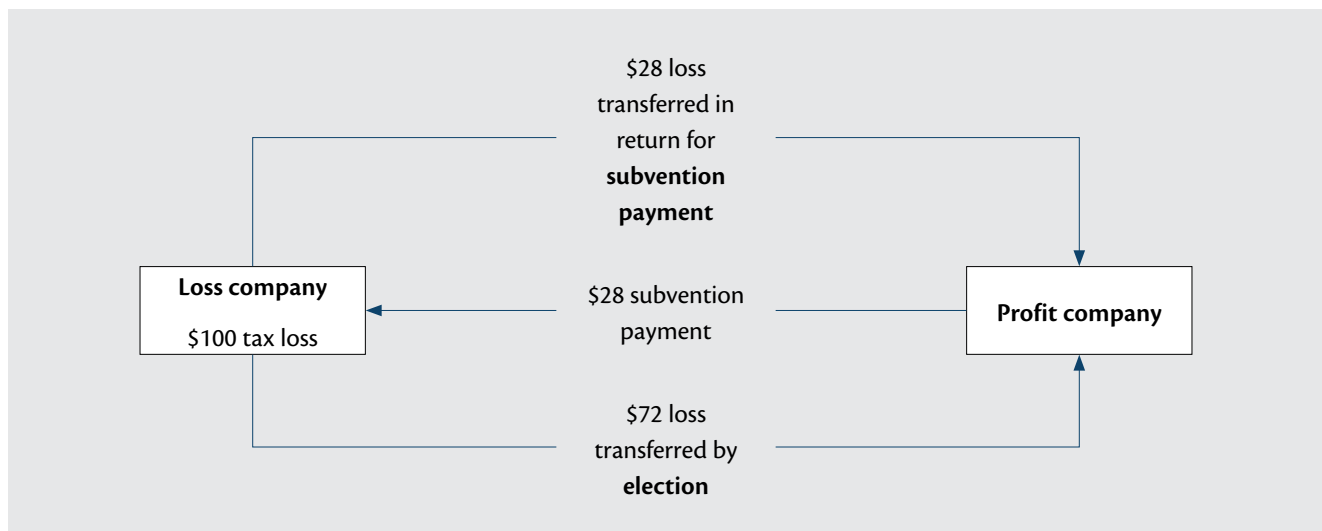 $28 loss
transferred in
return for
subvention
payment
Loss company
$100 tax loss
$28 subvention
payment
Profit company
$72 loss
transferred by
election